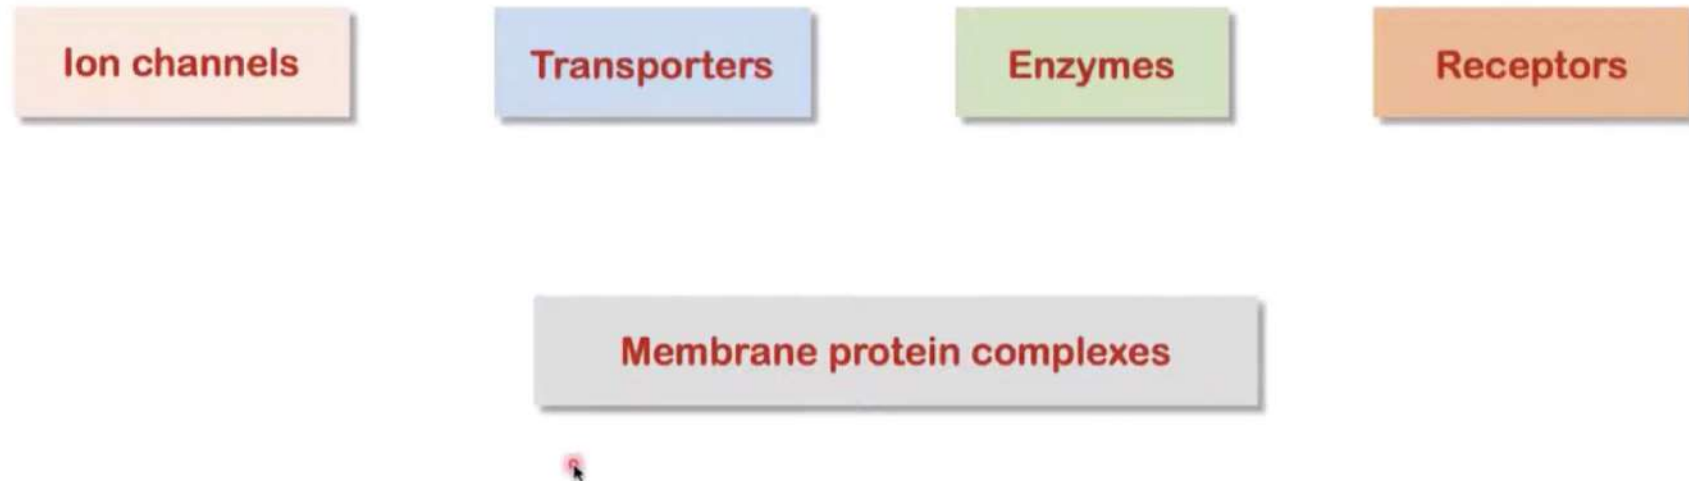 Ion channels
Transporters
Enzymes
Receptors
Membrane protein complexes